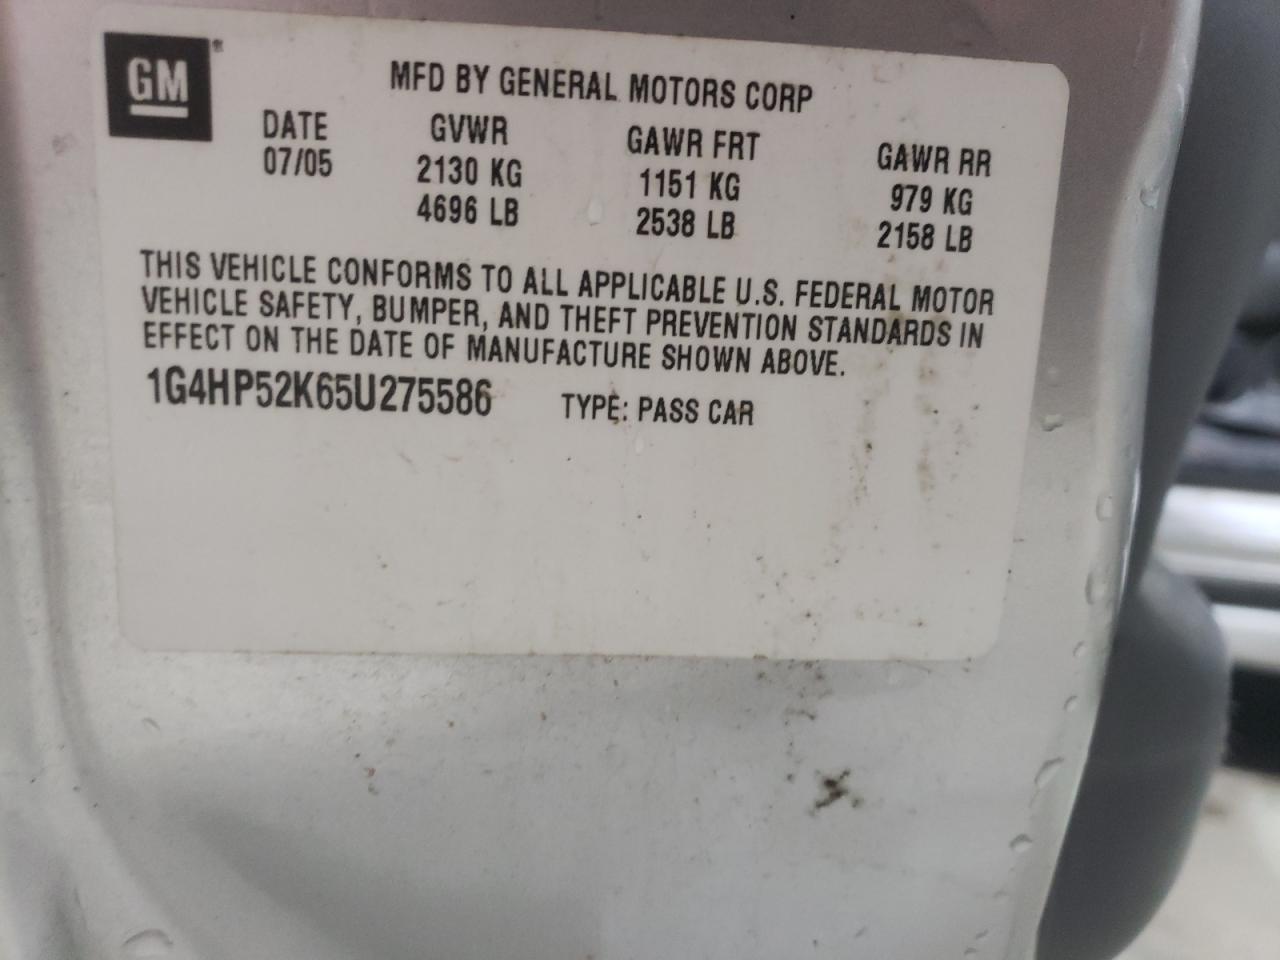 GM®
MFD BY GENERAL MOTORS CORP
DATE GVWR GAWR FRT GAWR RR
07/05 2130 KG 1151 KG 979 KG
4696 LB 2538 LB 2158 LB
THIS VEHICLE CONFORMS TO ALL APPLICABLE U.S. FEDERAL MOTOR
VEHICLE SAFETY, BUMPER, AND THEFT PREVENTION STANDARDS IN
EFFECT ON THE DATE OF MANUFACTURE SHOWN ABOVE.
1G4HP52K65U275586 TYPE: PASS CAR